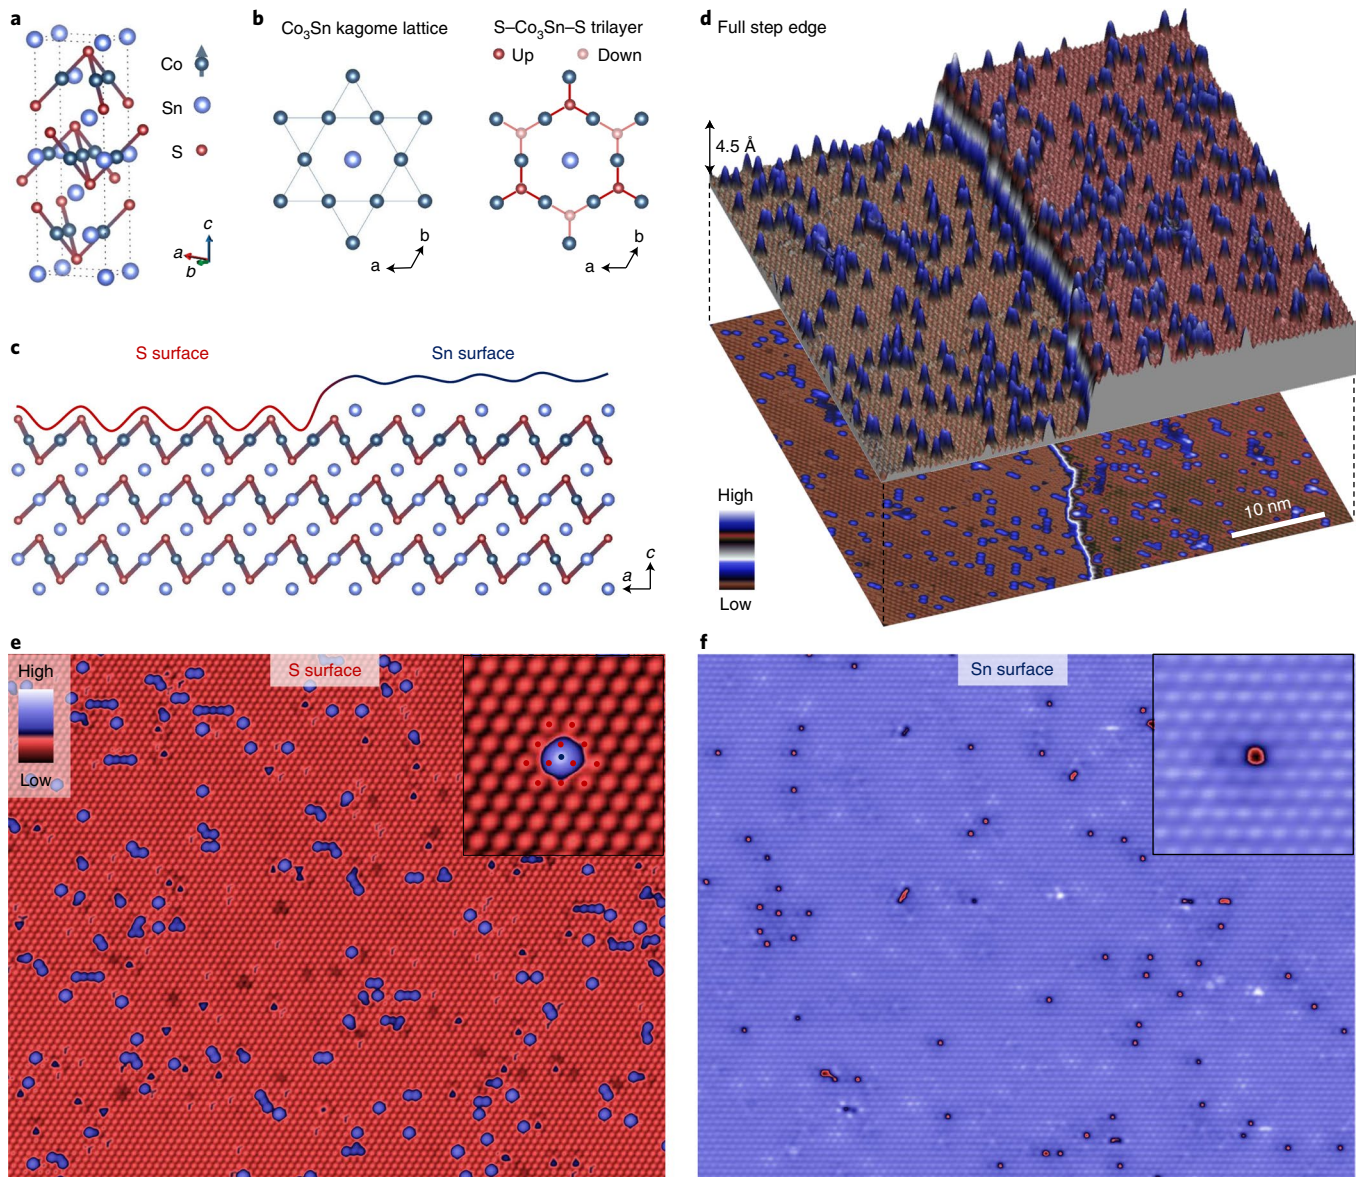 a
Co
Sn
S
c
a
b
b
Co₃Sn kagome lattice
S–Co₃Sn–S trilayer
Up
Down
b
a
b
a
c
S surface
Sn surface
c
a
d
Full step edge
4.5 Å
High
Low
10 nm
e
High
Low
S surface
f
Sn surface